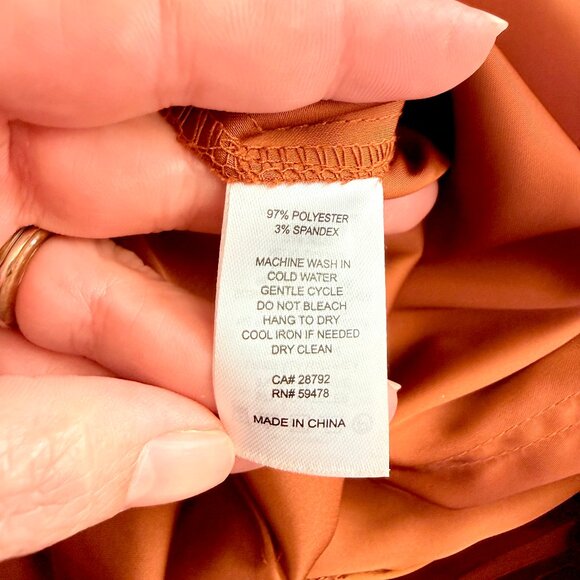 97% POLYESTER
3% SPANDEX
MACHINE WASH IN
COLD WATER
GENTLE CYCLE
DO NOT BLEACH
HANG TO DRY
COOL IRON IF NEEDED
DRY CLEAN
CA# 28792
RN# 59478
MADE IN CHINA